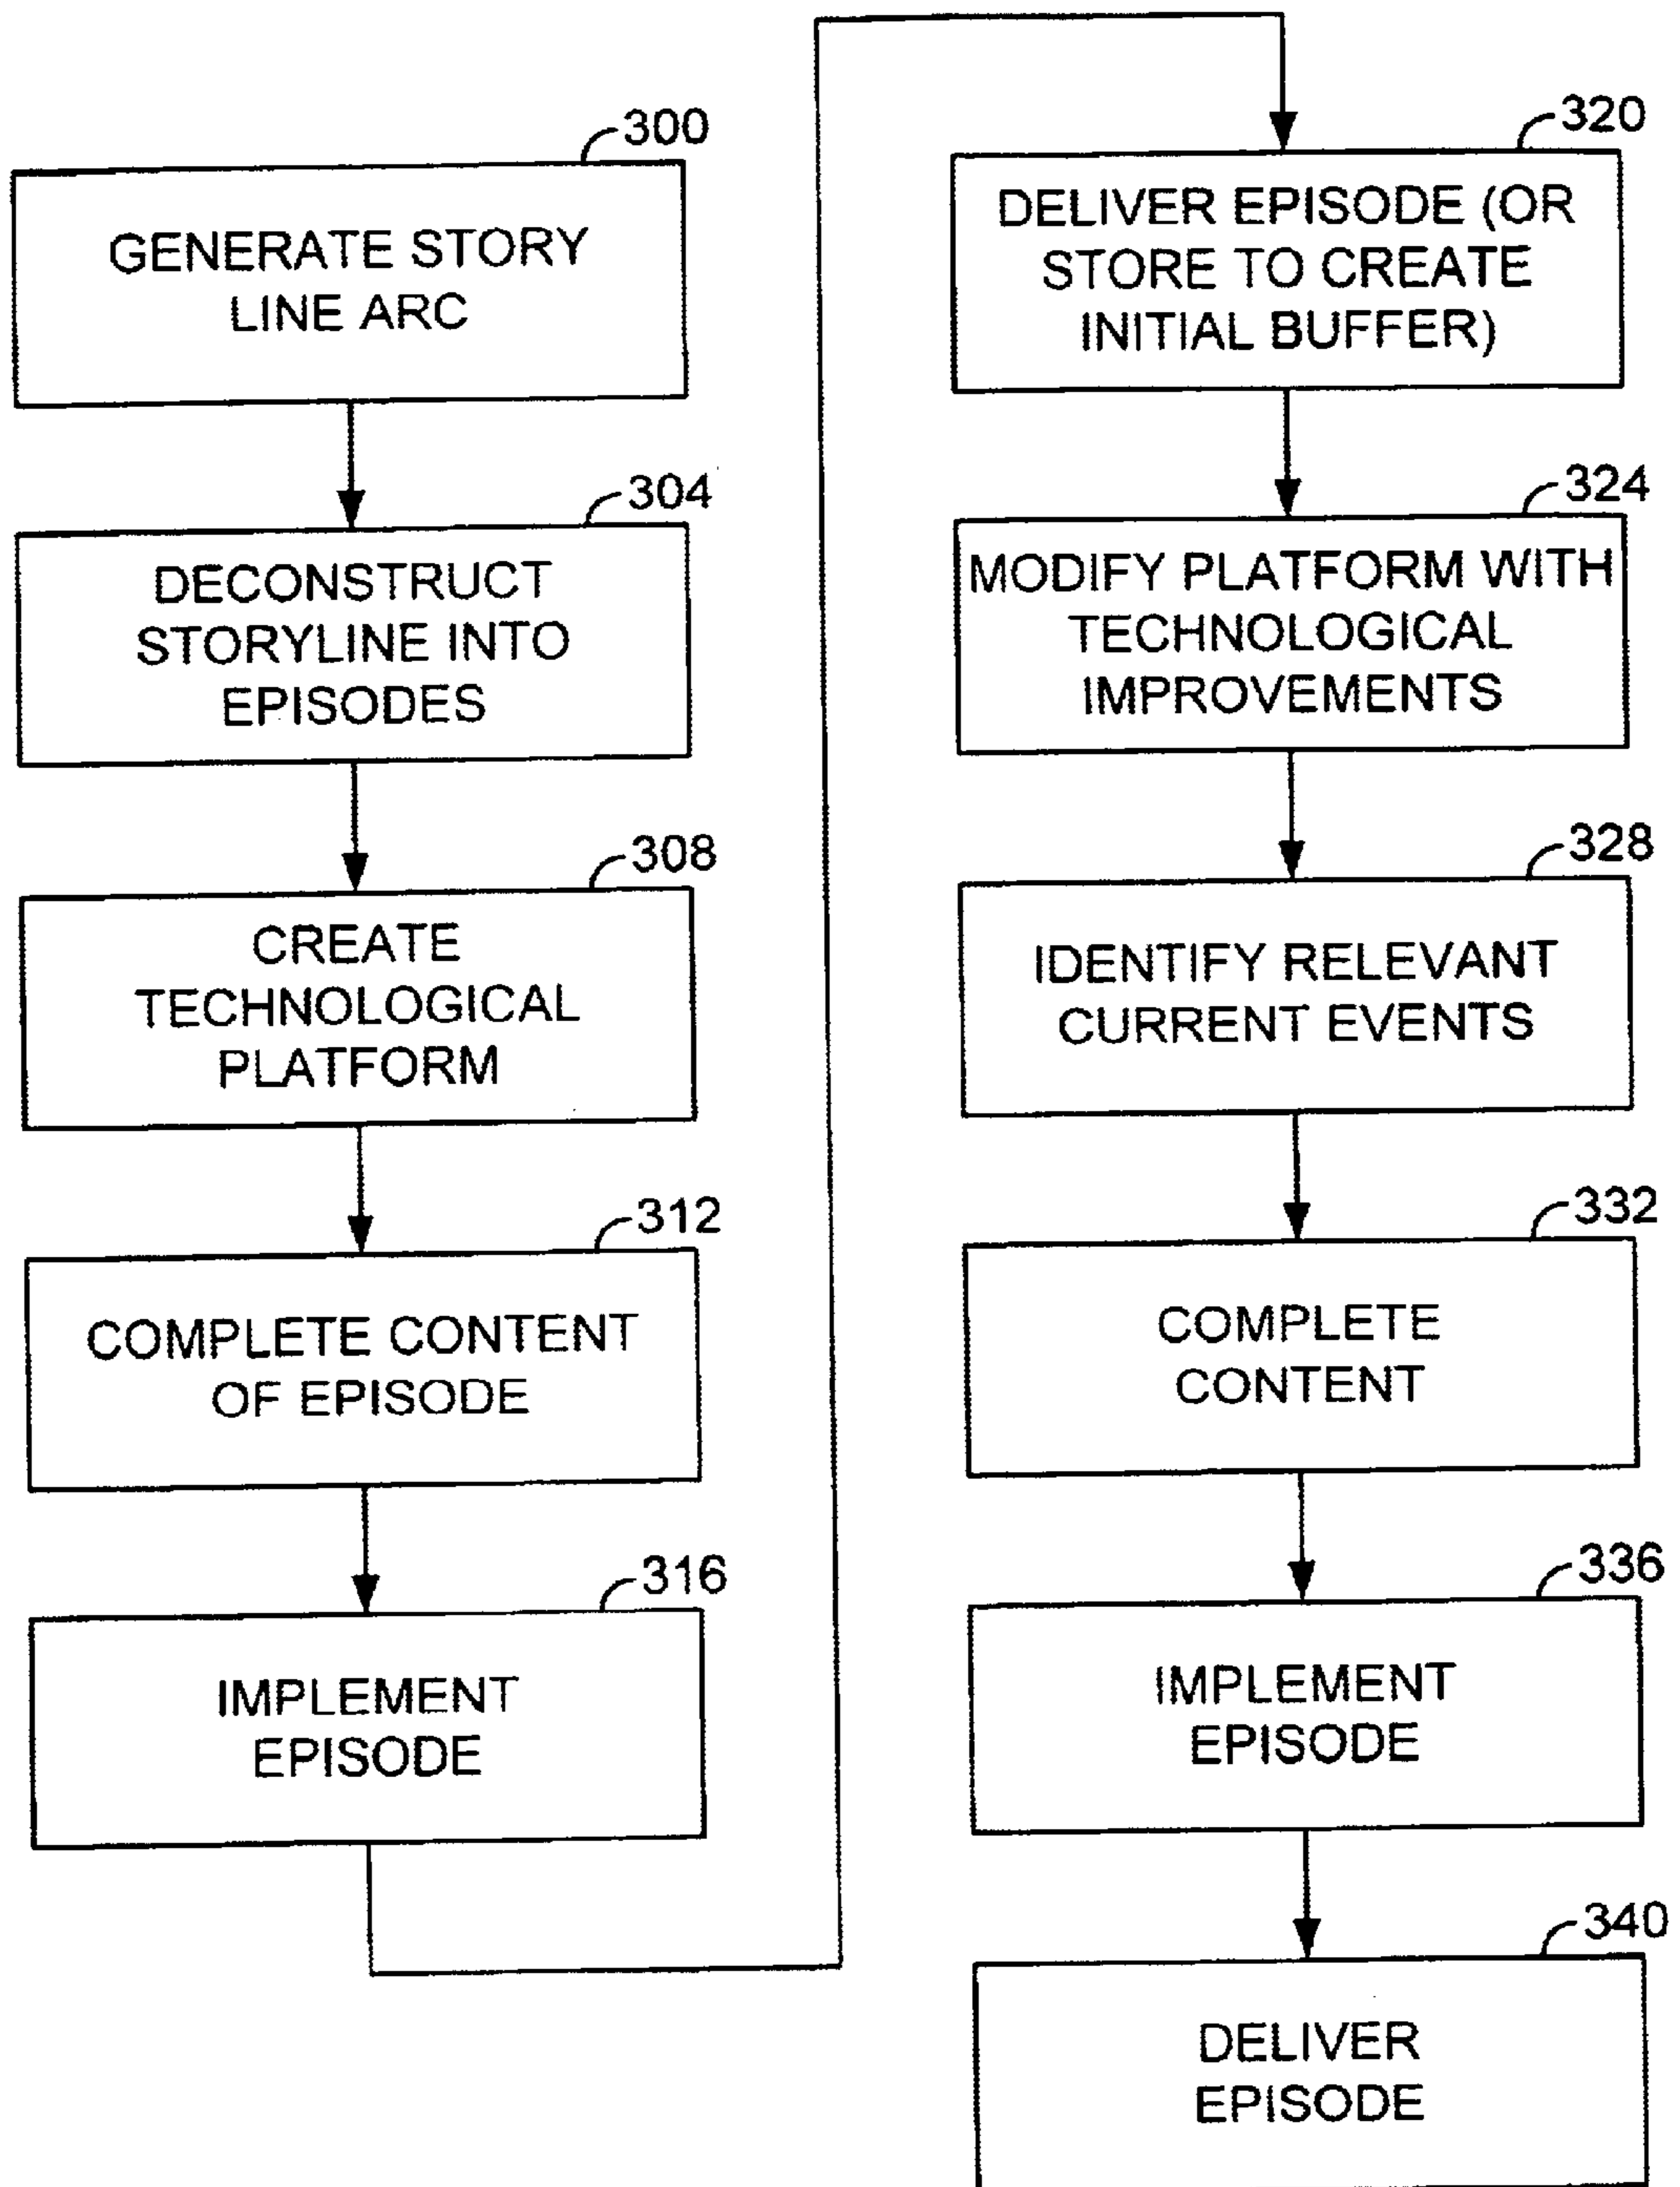 300
GENERATE STORY
LINE ARC
304
DECONSTRUCT
STORYLINE INTO
EPISODES
308
CREATE
TECHNOLOGICAL
PLATFORM
312
COMPLETE CONTENT
OF EPISODE
316
IMPLEMENT
EPISODE
320
DELIVER EPISODE (OR
STORE TO CREATE
INITIAL BUFFER)
324
MODIFY PLATFORM WITH
TECHNOLOGICAL
IMPROVEMENTS
328
IDENTIFY RELEVANT
CURRENT EVENTS
332
COMPLETE
CONTENT
336
IMPLEMENT
EPISODE
340
DELIVER
EPISODE